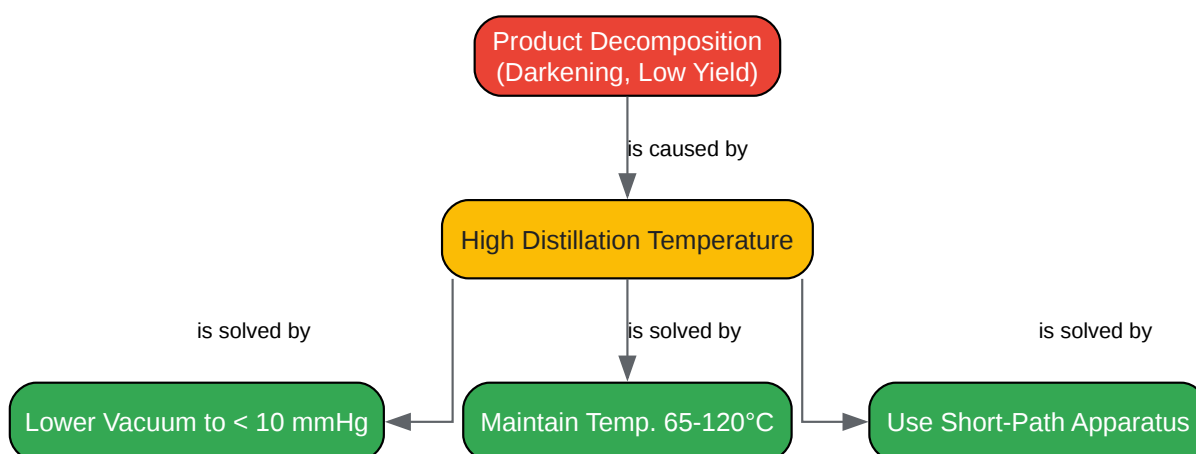 Product Decomposition
(Darkening, Low Yield)
is caused by
High Distillation Temperature
is solved by
is solved by
is solved by
Lower Vacuum to < 10 mmHg
Maintain Temp. 65-120°C
Use Short-Path Apparatus